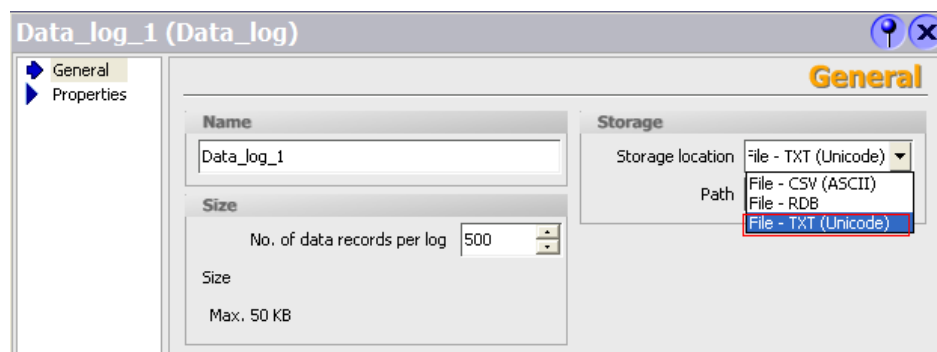 Data_log_1 (Data_log)
General
Properties
General
Name
Data_log_1
Size
No. of data records per log 500
Size
Max. 50 KB
Storage
Storage location File - TXT (Unicode)
Path
File - CSV (ASCII)
File - RDB
File - TXT (Unicode)